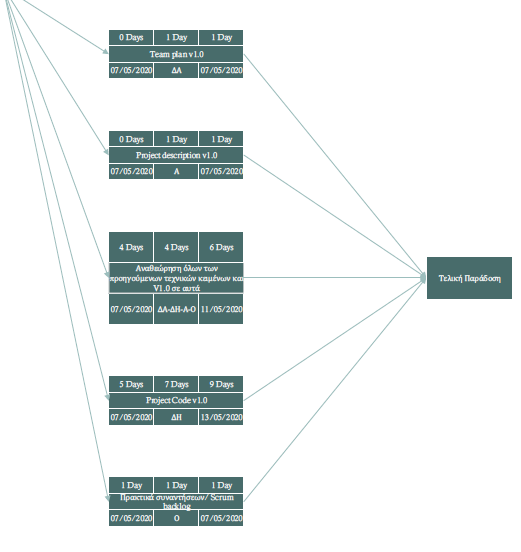 0 Days 1 Day 1 Day
Team plan v1.0
07/05/2020 ΔΑ 07/05/2020
0 Days 1 Day 1 Day
Project description v1.0
07/05/2020 Α 07/05/2020
4 Days 4 Days 6 Days
Αναθεώρηση όλων των
προηγούμενων τεχνικών καμένων και
V1.0 σε αυτά
07/05/2020 ΔΑ-ΔΗ-Α-Ο 11/05/2020
Τελική Παράδοση
5 Days 7 Days 9 Days
Project Code v1.0
07/05/2020 ΔΗ 13/05/2020
1 Day 1 Day 1 Day
Πρακτικά συναντήσεων/ Scrum
backlog
07/05/2020 Ο 07/05/2020